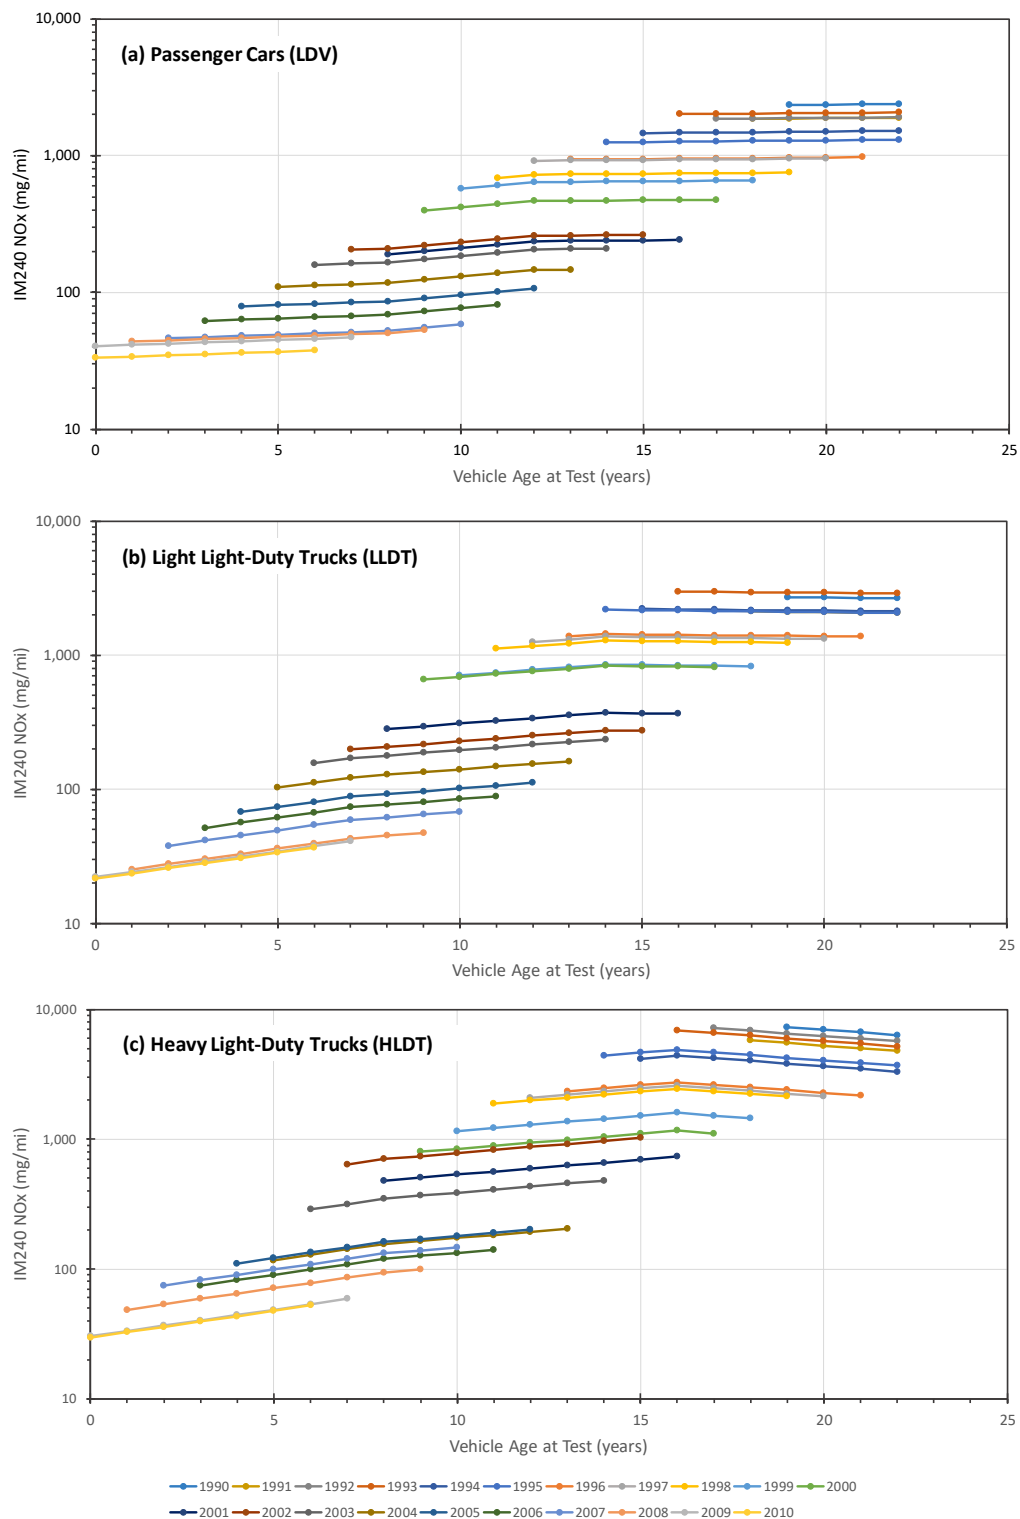 (a) Passenger Cars (LDV)
IM240 NOx (mg/mi)
10,000
1,000
100
10
0 5 10 15 20 25
Vehicle Age at Test (years)
(b) Light Light-Duty Trucks (LLDT)
IM240 NOx (mg/mi)
10,000
1,000
100
10
0 5 10 15 20 25
Vehicle Age at Test (years)
(c) Heavy Light-Duty Trucks (HLDT)
IM240 NOx (mg/mi)
10,000
1,000
100
10
0 5 10 15 20 25
Vehicle Age at Test (years)
1990 1991 1992 1993 1994 1995 1996 1997 1998 1999 2000
2001 2002 2003 2004 2005 2006 2007 2008 2009 2010